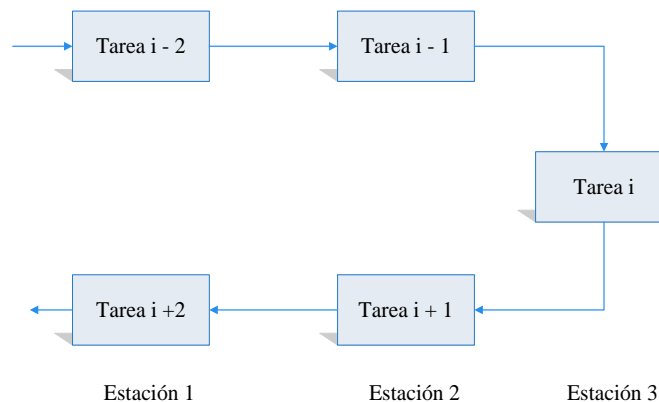 Tarea i - 2
Tarea i - 1
Tarea i
Tarea i +2
Tarea i + 1
Estación 1
Estación 2
Estación 3